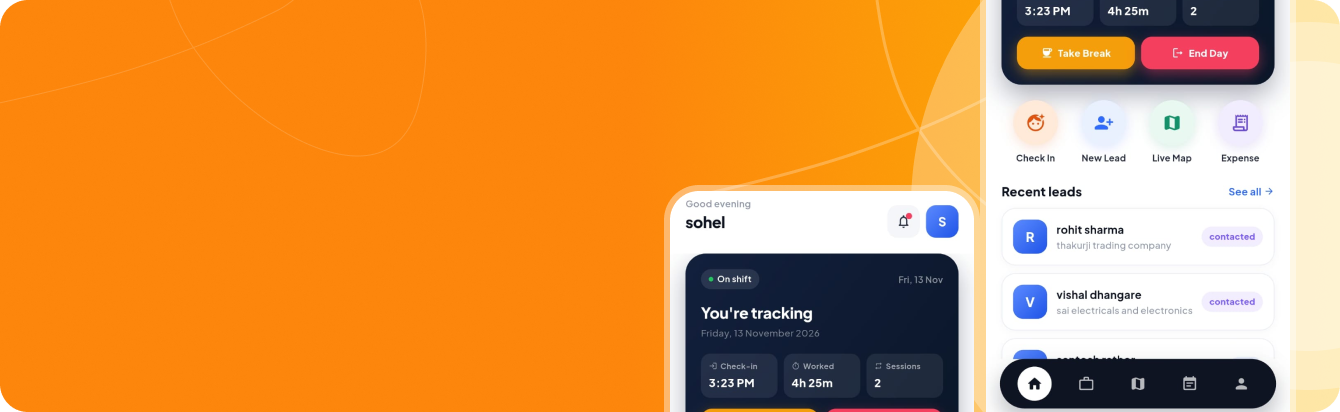 Good evening
sohel
S
On shift
Fri, 13 Nov
You're tracking
Friday, 13 November 2026
Check-in
Worked
Sessions
3:23 PM
4h 25m
2
3:23 PM
4h 25m
2
Take Break
End Day
Check In
New Lead
Live Map
Expense
Recent leads
See all
R
rohit sharma
thakurji trading company
contacted
V
vishal dhangare
sai electricals and electronics
contacted